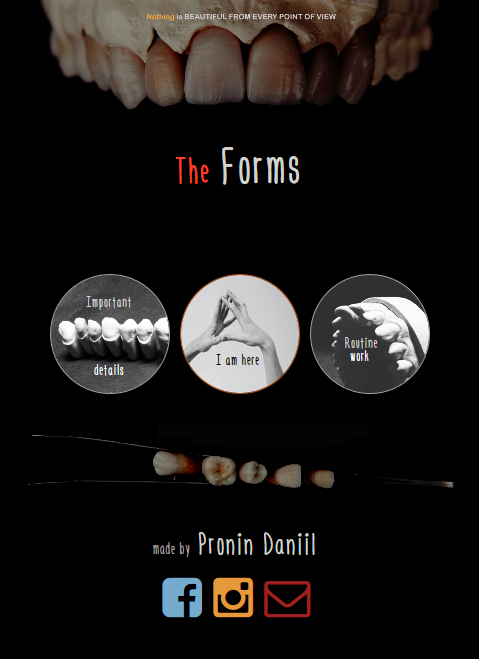 Nothing is BEAUTIFUL FROM EVERY POINT OF VIEW
The Forms
Important
details
I am here
Routine
work
made by Pronin Daniil